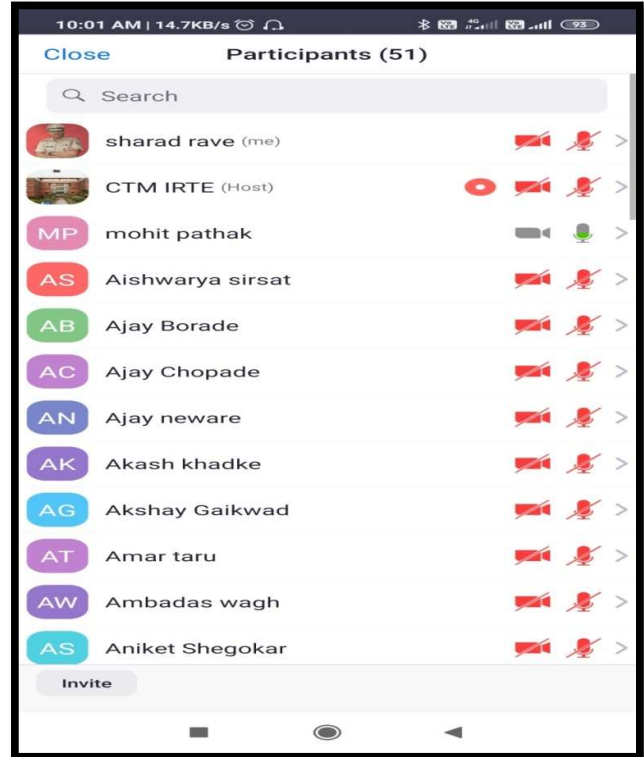 10:01 AM | 14.7KB/s 4G 93
Close Participants (51)
Search
sharad rave (me)
CTM IRTE (Host)
MP mohit pathak
AS Aishwarya sirsat
AB Ajay Borade
AC Ajay Chopade
AN Ajay neware
AK Akash khadke
AG Akshay Gaikwad
AT Amar taru
AW Ambadas wagh
AS Aniket Shegokar
Invite